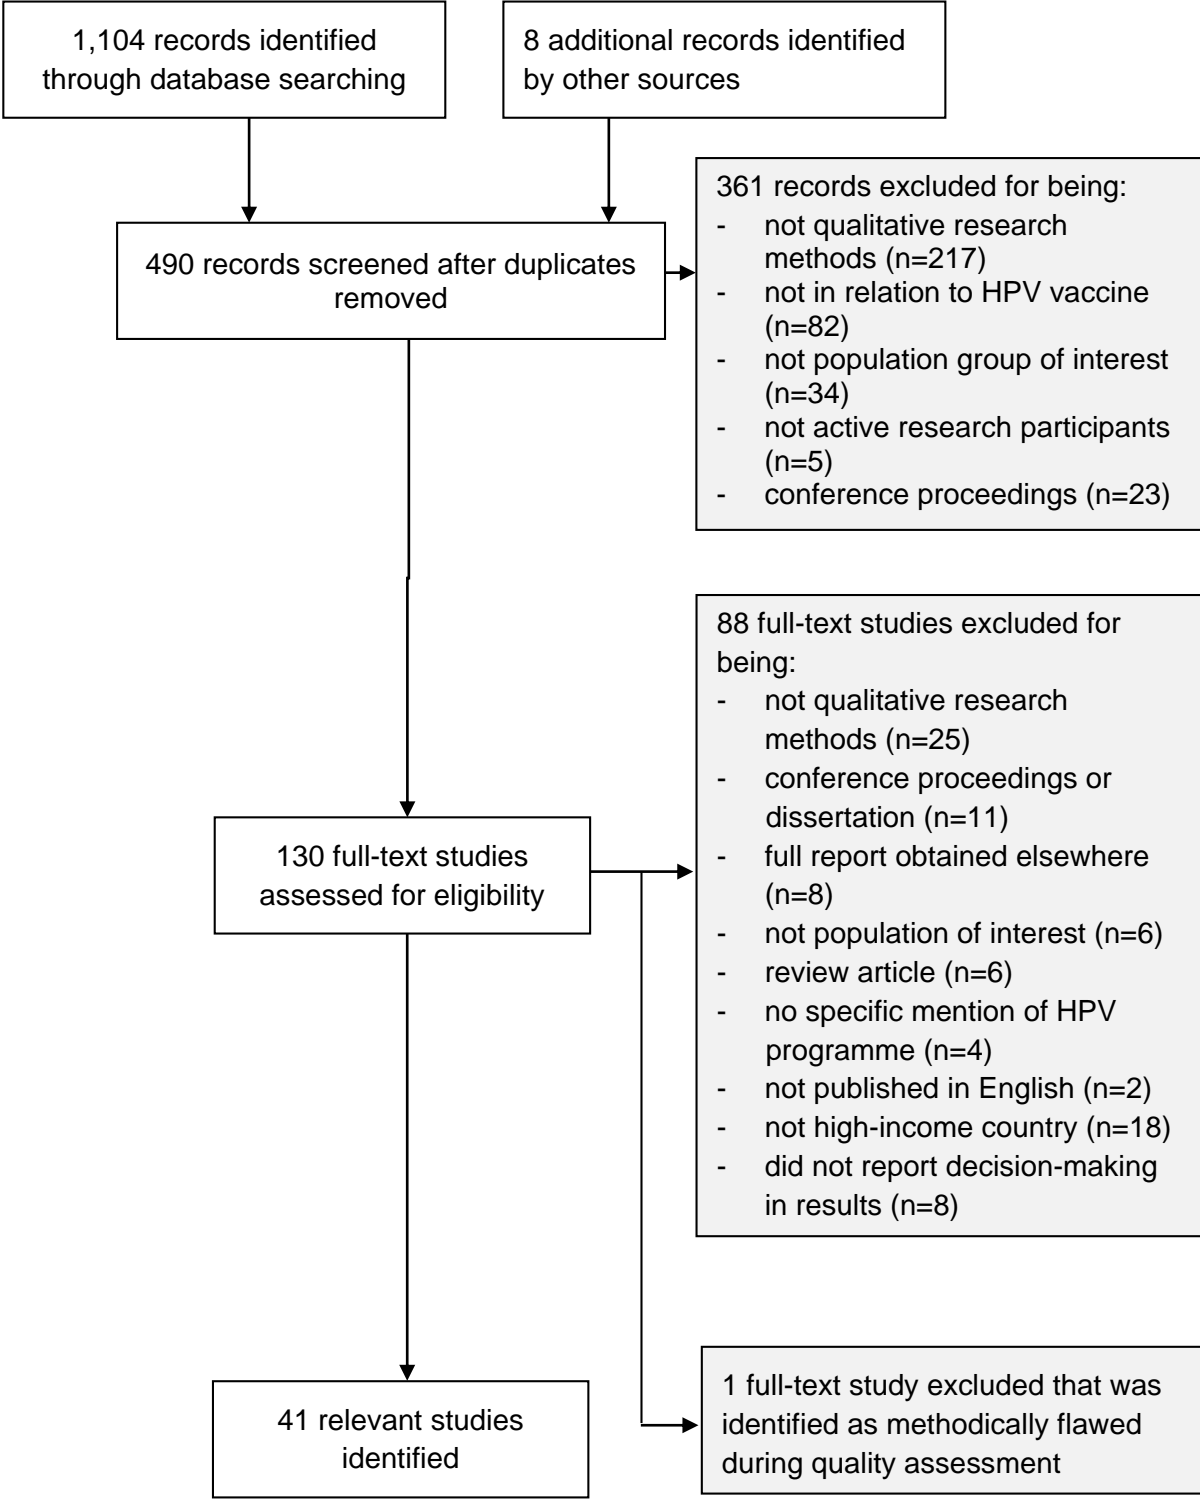 1,104 records identified
through database searching
8 additional records identified
by other sources
490 records screened after duplicates
removed
361 records excluded for being:
- not qualitative research
methods (n=217)
- not in relation to HPV vaccine
(n=82)
- not population group of interest
(n=34)
- not active research participants
(n=5)
- conference proceedings (n=23)
130 full-text studies
assessed for eligibility
88 full-text studies excluded for
being:
- not qualitative research
methods (n=25)
- conference proceedings or
dissertation (n=11)
- full report obtained elsewhere
(n=8)
- not population of interest (n=6)
- review article (n=6)
- no specific mention of HPV
programme (n=4)
- not published in English (n=2)
- not high-income country (n=18)
- did not report decision-making
in results (n=8)
41 relevant studies
identified
1 full-text study excluded that was
identified as methodically flawed
during quality assessment